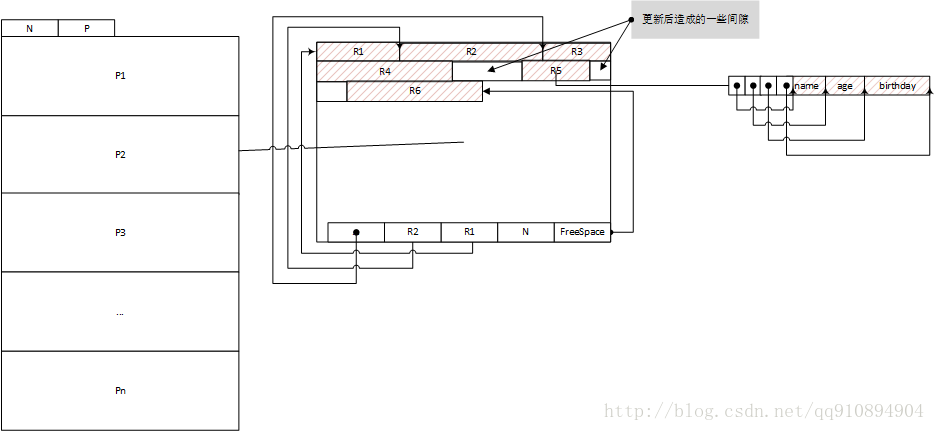 N P
P1
P2
P3
...
Pn
更新后造成的一些间隙
R1 R2 R3
R4 R5
R6
R2 R1 N FreeSpace
name age birthday
http://blog.csdn.net/qq910894904